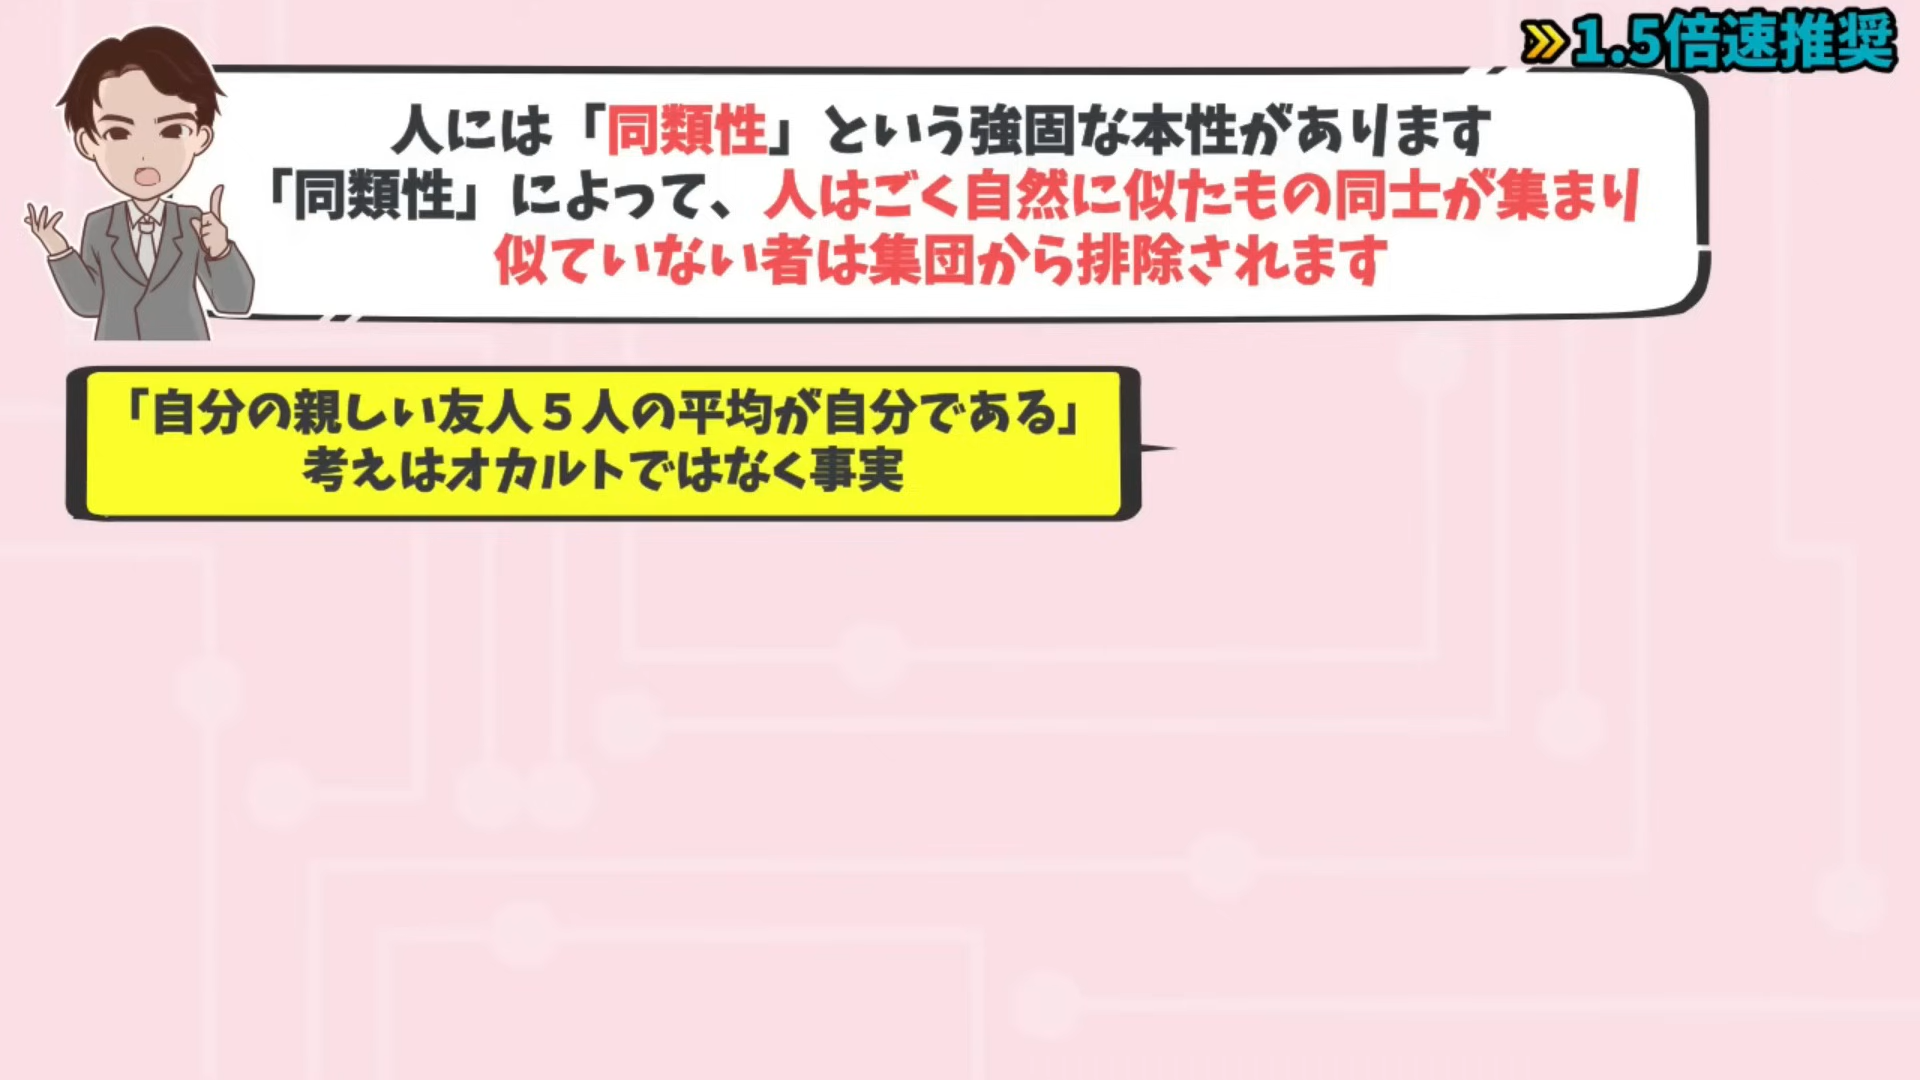 1.5倍速推奨
人には「同類性」という強固な本性があります
「同類性」によって、人はごく自然に似たもの同士が集まり
似ていない者は集団から排除されます
「自分の親しい友人５人の平均が自分である」
考えはオカルトではなく事実